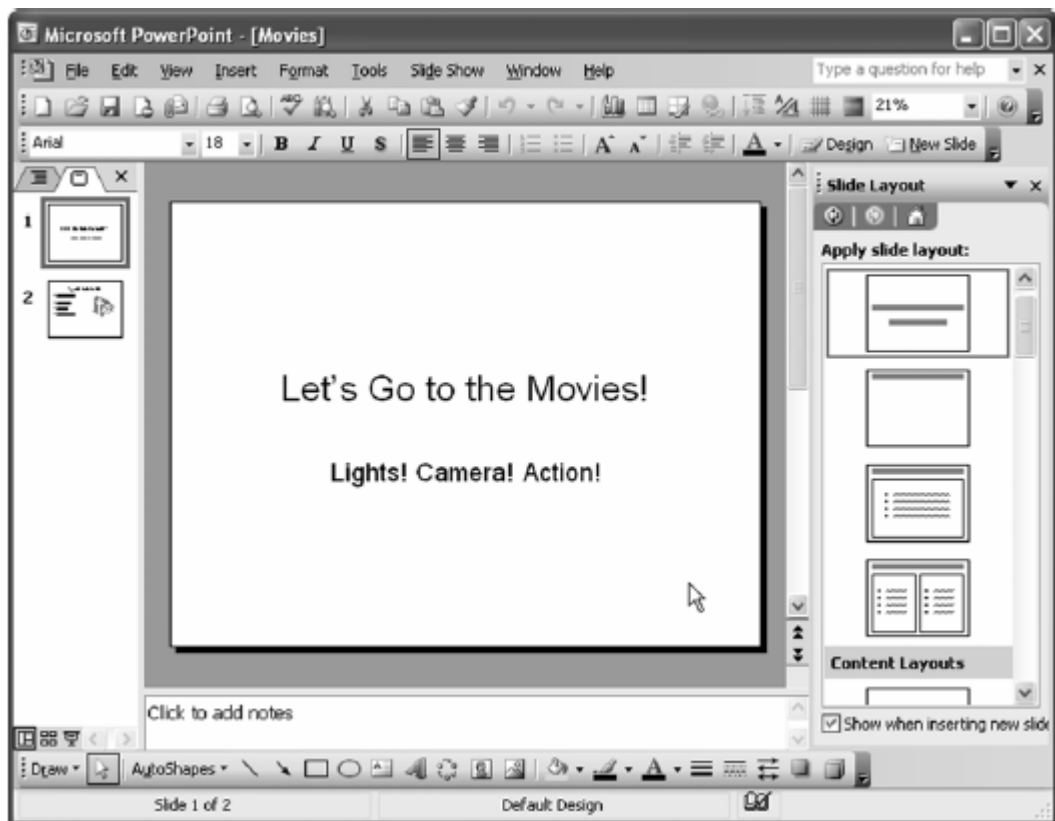 Microsoft PowerPoint - [Movies]
File Edit View Insert Format Tools Slide Show Window Help Type a question for help
21%
Arial 18 B I U S A A A Design New Slide
Slide Layout
1
Apply slide layout:
2
Let's Go to the Movies!
Lights! Camera! Action!
Content Layouts
Click to add notes
Show when inserting new slide
Draw AutoShapes A
Slide 1 of 2 Default Design